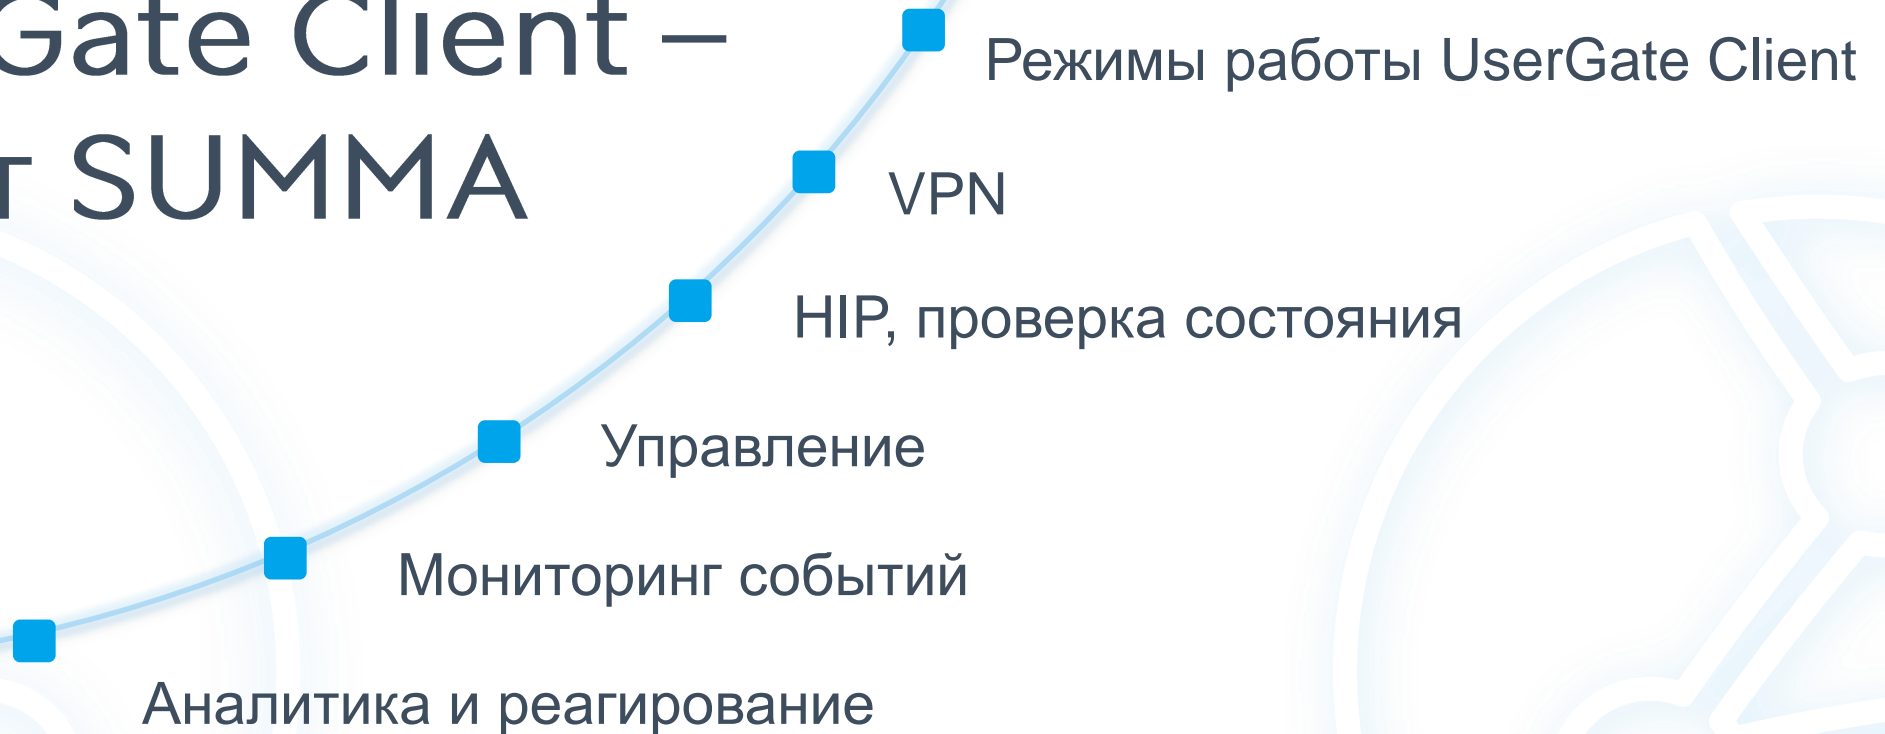 Gate Client –
т SUMMA
Режимы работы UserGate Client
VPN
HIP, проверка состояния
Управление
Мониторинг событий
Аналитика и реагирование